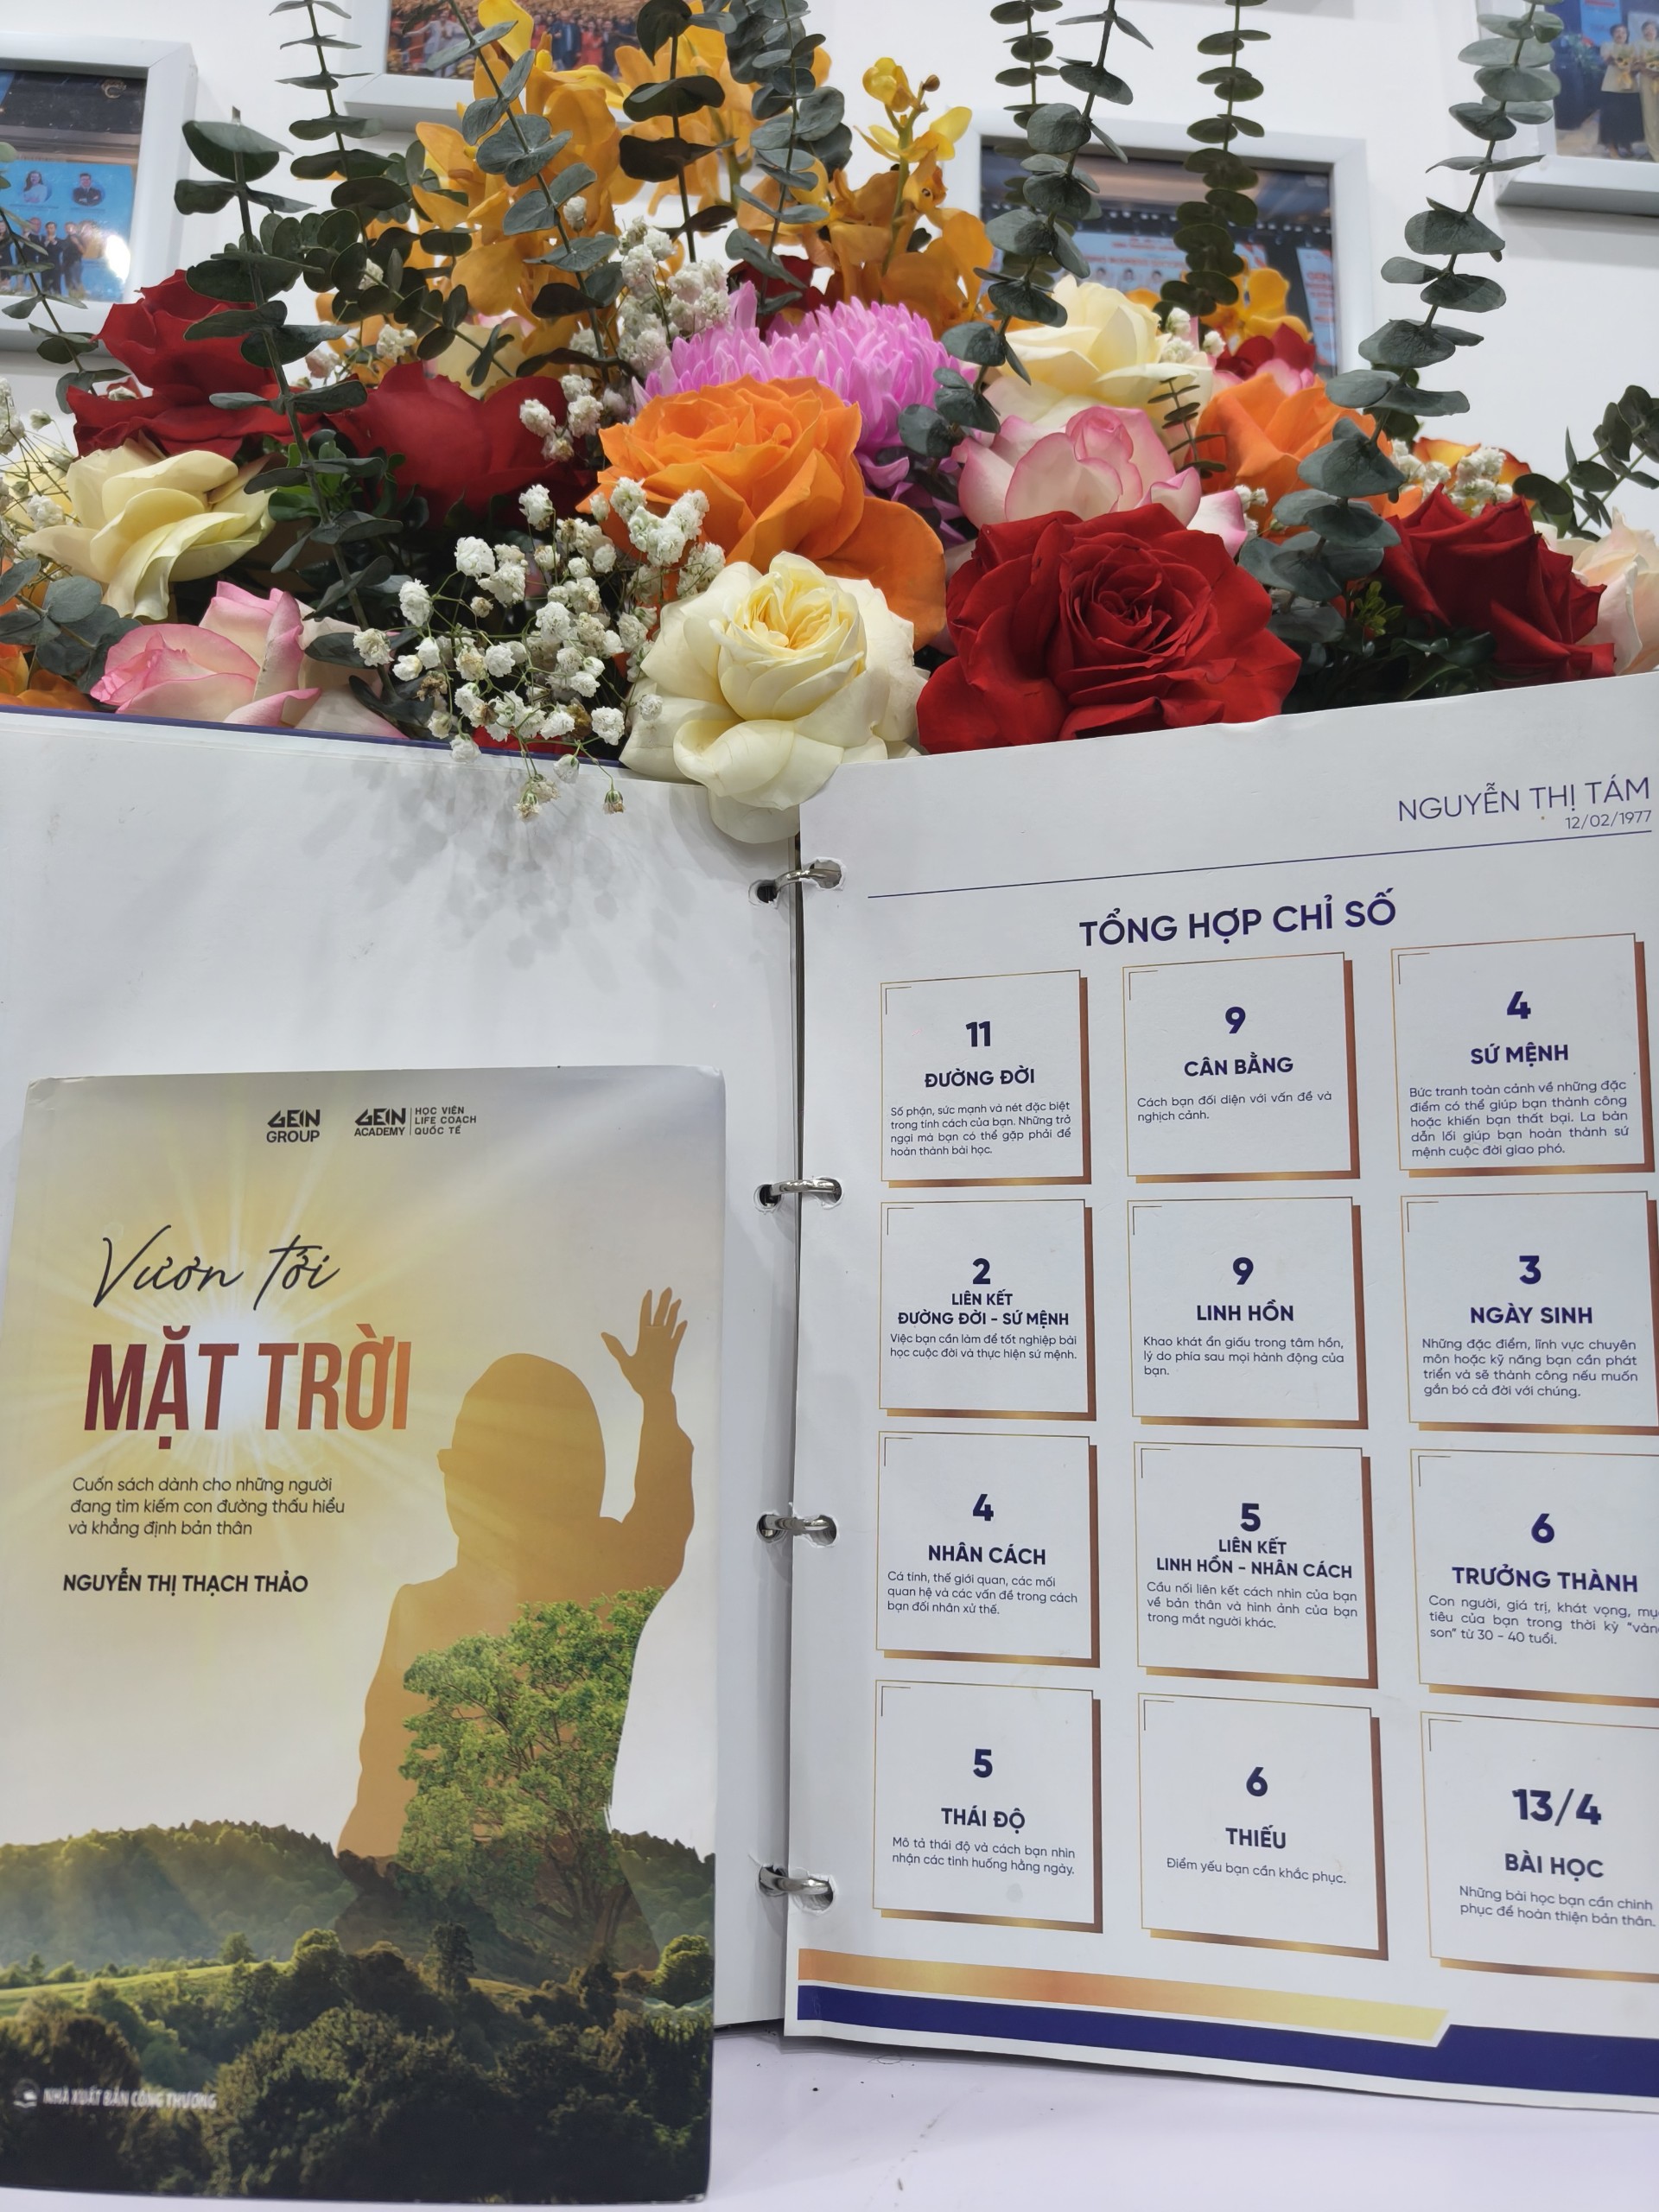 GEIN
GROUP
GEIN
ACADEMY
HỌC VIỆN
LIFE COACH
QUỐC TẾ
Vươn tới
MẶT TRỜI
Cuốn sách dành cho những người
đang tìm kiếm con đường thấu hiểu
và khẳng định bản thân
NGUYỄN THỊ THẠCH THẢO
NHÀ XUẤT BẢN CÔNG THƯƠNG
NGUYỄN THỊ TÁM
12/02/1977
TỔNG HỢP CHỈ SỐ
11
ĐƯỜNG ĐỜI
Số phận, sức mạnh và nét đặc biệt
trong tính cách của bạn. Những trở
ngại mà bạn có thể gặp phải để
hoàn thành bài học.
9
CÂN BẰNG
Cách bạn đối diện với vấn đề và
nghịch cảnh.
4
SỨ MỆNH
Bức tranh toàn cảnh về những đặc
điểm có thể giúp bạn thành công
hoặc khiến bạn thất bại. La bàn
dẫn lối giúp bạn hoàn thành sứ
mệnh cuộc đời giao phó.
2
LIÊN KẾT
ĐƯỜNG ĐỜI - SỨ MỆNH
Việc bạn cần làm để tốt nghiệp bài
học cuộc đời và thực hiện sứ mệnh.
9
LINH HỒN
Khao khát ẩn giấu trong tâm hồn,
lý do phía sau mọi hành động của
bạn.
3
NGÀY SINH
Những đặc điểm, lĩnh vực chuyên
môn hoặc kỹ năng bạn cần phát
triển và sẽ thành công nếu muốn
gắn bó cả đời với chúng.
4
NHÂN CÁCH
Cá tính, thế giới quan, các mối
quan hệ và các vấn đề trong cách
bạn đối nhân xử thế.
5
LIÊN KẾT
LINH HỒN - NHÂN CÁCH
Cầu nối liên kết cách nhìn của bạn
về bản thân và hình ảnh của bạn
trong mắt người khác.
6
TRƯỞNG THÀNH
Con người, giá trị, khát vọng,
tiêu của bạn trong thời kỳ
son" từ 30 - 40 tuổi.
5
THÁI ĐỘ
Mô tả thái độ và cách bạn nhìn
nhận các tình huống hằng ngày.
6
THIẾU
Điểm yếu bạn cần khắc phục.
13/4
BÀI HỌC
Những bài học bạn cần chinh
phục để hoàn thiện bản thân.